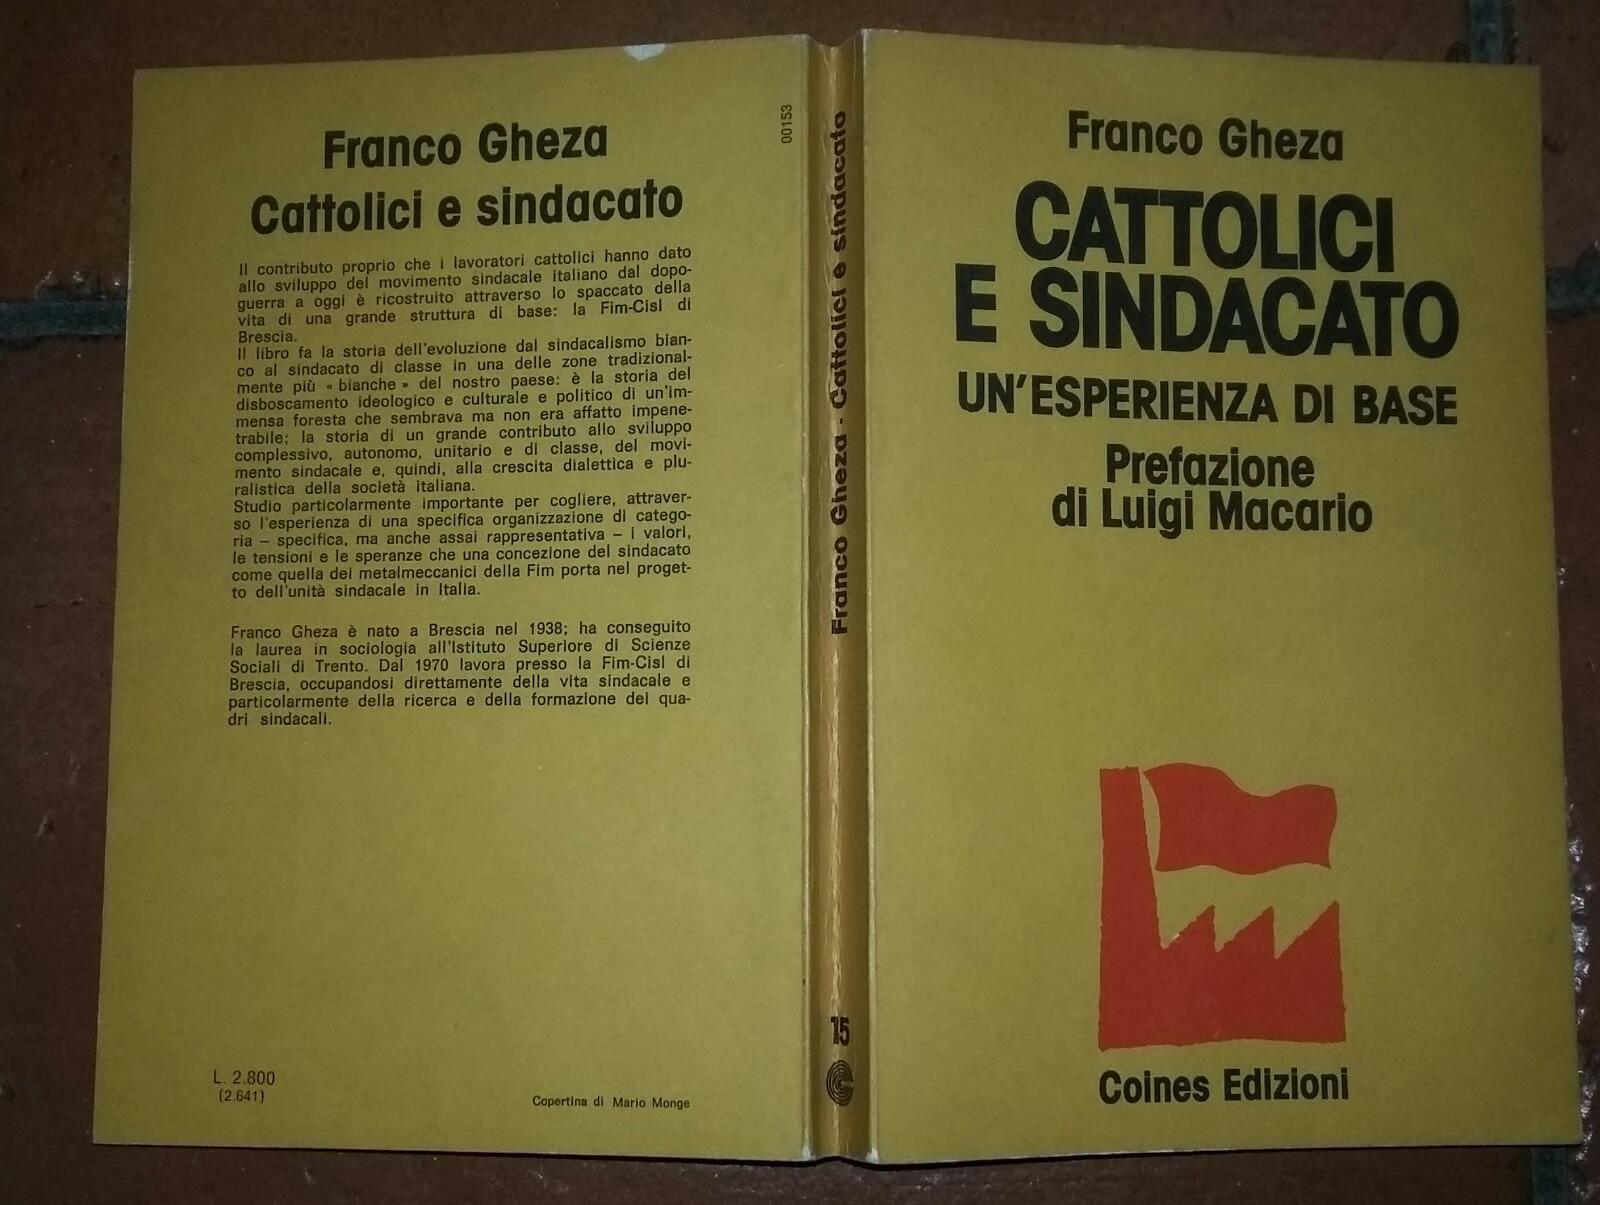 Franco Gheza
Cattolici e sindacato
Il contributo proprio che i lavoratori cattolici hanno dato
allo sviluppo del movimento sindacale italiano dal dopo-
guerra a oggi è ricostruito attraverso lo spaccato della
vita di una grande struttura di base: la Fim-Cisl di
Brescia.
Il libro fa la storia dell'evoluzione dal sindacalismo bian-
co al sindacato di classe in una delle zone tradizional-
mente più « bianche » del nostro paese: è la storia del
disboscamento ideologico e culturale e politico di un'im-
mensa foresta che sembrava ma non era affatto impene-
trabile; la storia di un grande contributo allo sviluppo
complessivo, autonomo, unitario e di classe, del movi-
mento sindacale e, quindi, alla crescita dialettica e plu-
ralistica della società italiana.
Studio particolarmente importante per cogliere, attraver-
so l'esperienza di una specifica organizzazione di catego-
ria – specifica, ma anche assai rappresentativa – i valori,
le tensioni e le speranze che una concezione del sindacato
come quella dei metalmeccanici della Fim porta nel proget-
to dell'unità sindacale in Italia.
Franco Gheza è nato a Brescia nel 1938; ha conseguito
la laurea in sociologia all'Istituto Superiore di Scienze
Sociali di Trento. Dal 1970 lavora presso la Fim-Cisl di
Brescia, occupandosi direttamente della vita sindacale e
particolarmente della ricerca e della formazione dei qua-
dri sindacali.
L. 2.800
(2.641)
Copertina di Mario Monge
00153
Franco Gheza · Cattolici e sindacato
15
Franco Gheza
CATTOLICI
E SINDACATO
UN'ESPERIENZA DI BASE
Prefazione
di Luigi Macario
Coines Edizioni